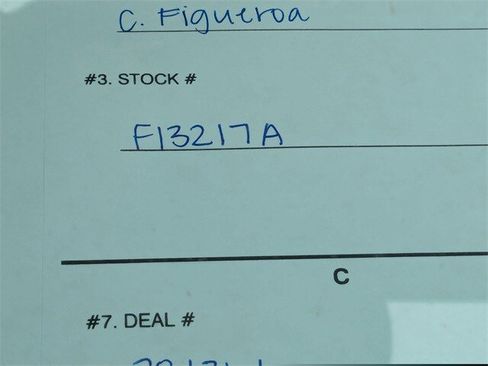 C. Figueroa
#3. STOCK #
F13217A
C
#7. DEAL #